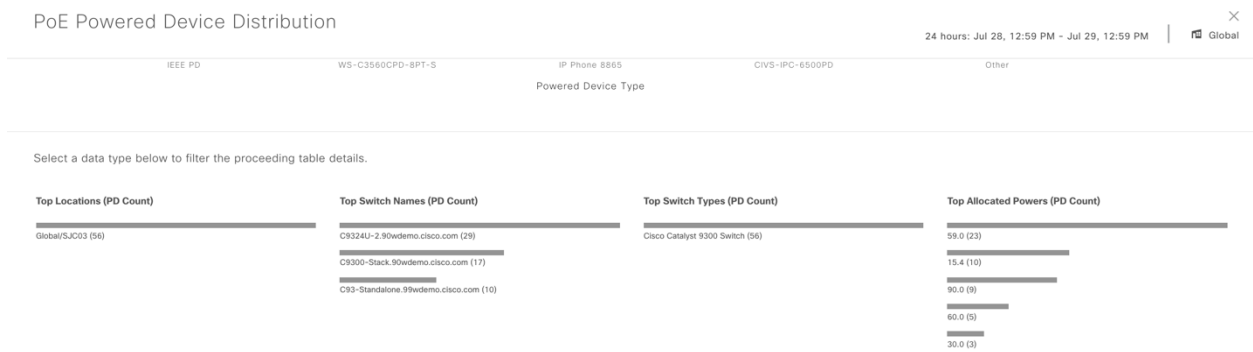 PoE Powered Device Distribution
24 hours: Jul 28, 12:59 PM - Jul 29, 12:59 PM
Global
IEEE PD
WS-C3560CPD-8PT-S
IP Phone 8865
CIVS-IPC-6500PD
Other
Powered Device Type
Select a data type below to filter the proceeding table details.
Top Locations (PD Count)
Global/SJC03 (56)
Top Switch Names (PD Count)
C9324U-2.90wdemo.cisco.com (29)
C9300-Stack.90wdemo.cisco.com (17)
C93-Standalone.99wdemo.cisco.com (10)
Top Switch Types (PD Count)
Cisco Catalyst 9300 Switch (56)
Top Allocated Powers (PD Count)
59.0 (23)
15.4 (10)
90.0 (9)
60.0 (5)
30.0 (3)